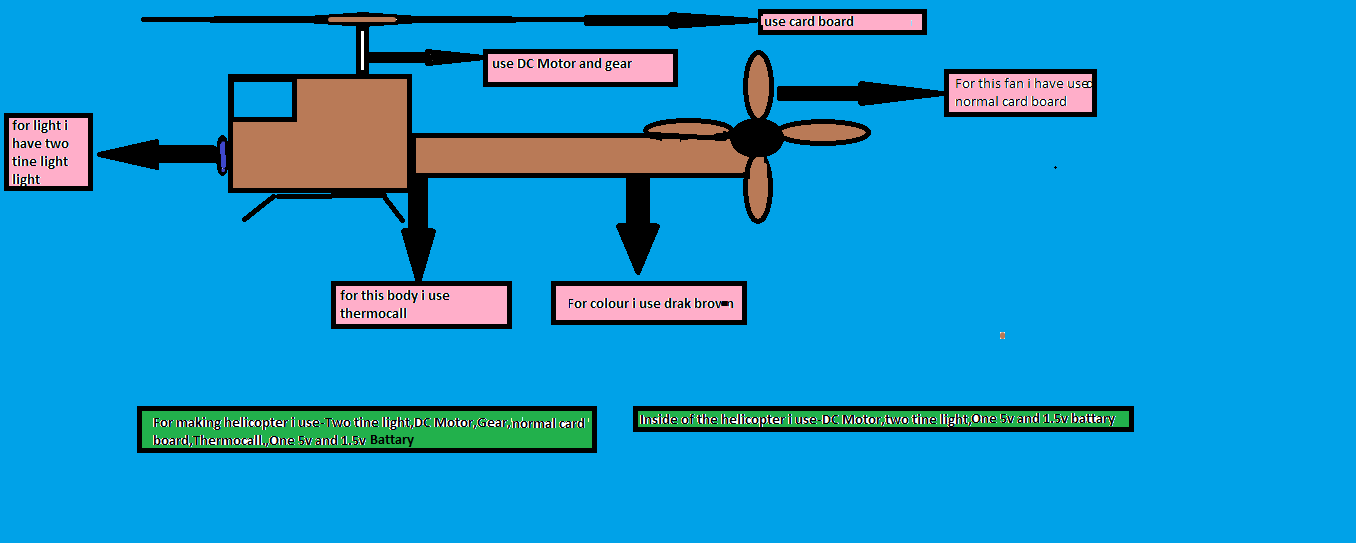 use card board
use DC Motor and gear
For this fan i have used
normal card board
for light i
have two
tine light
light
for this body i use
thermocall
For colour i use drak brown
For making helicopter i use-Two tine light,DC Motor,Gear,normal card
board,Thermocall.,One 5v and 1.5v Battary
Inside of the helicopter i use-DC Motor,two tine light,One 5v and 1.5v battary